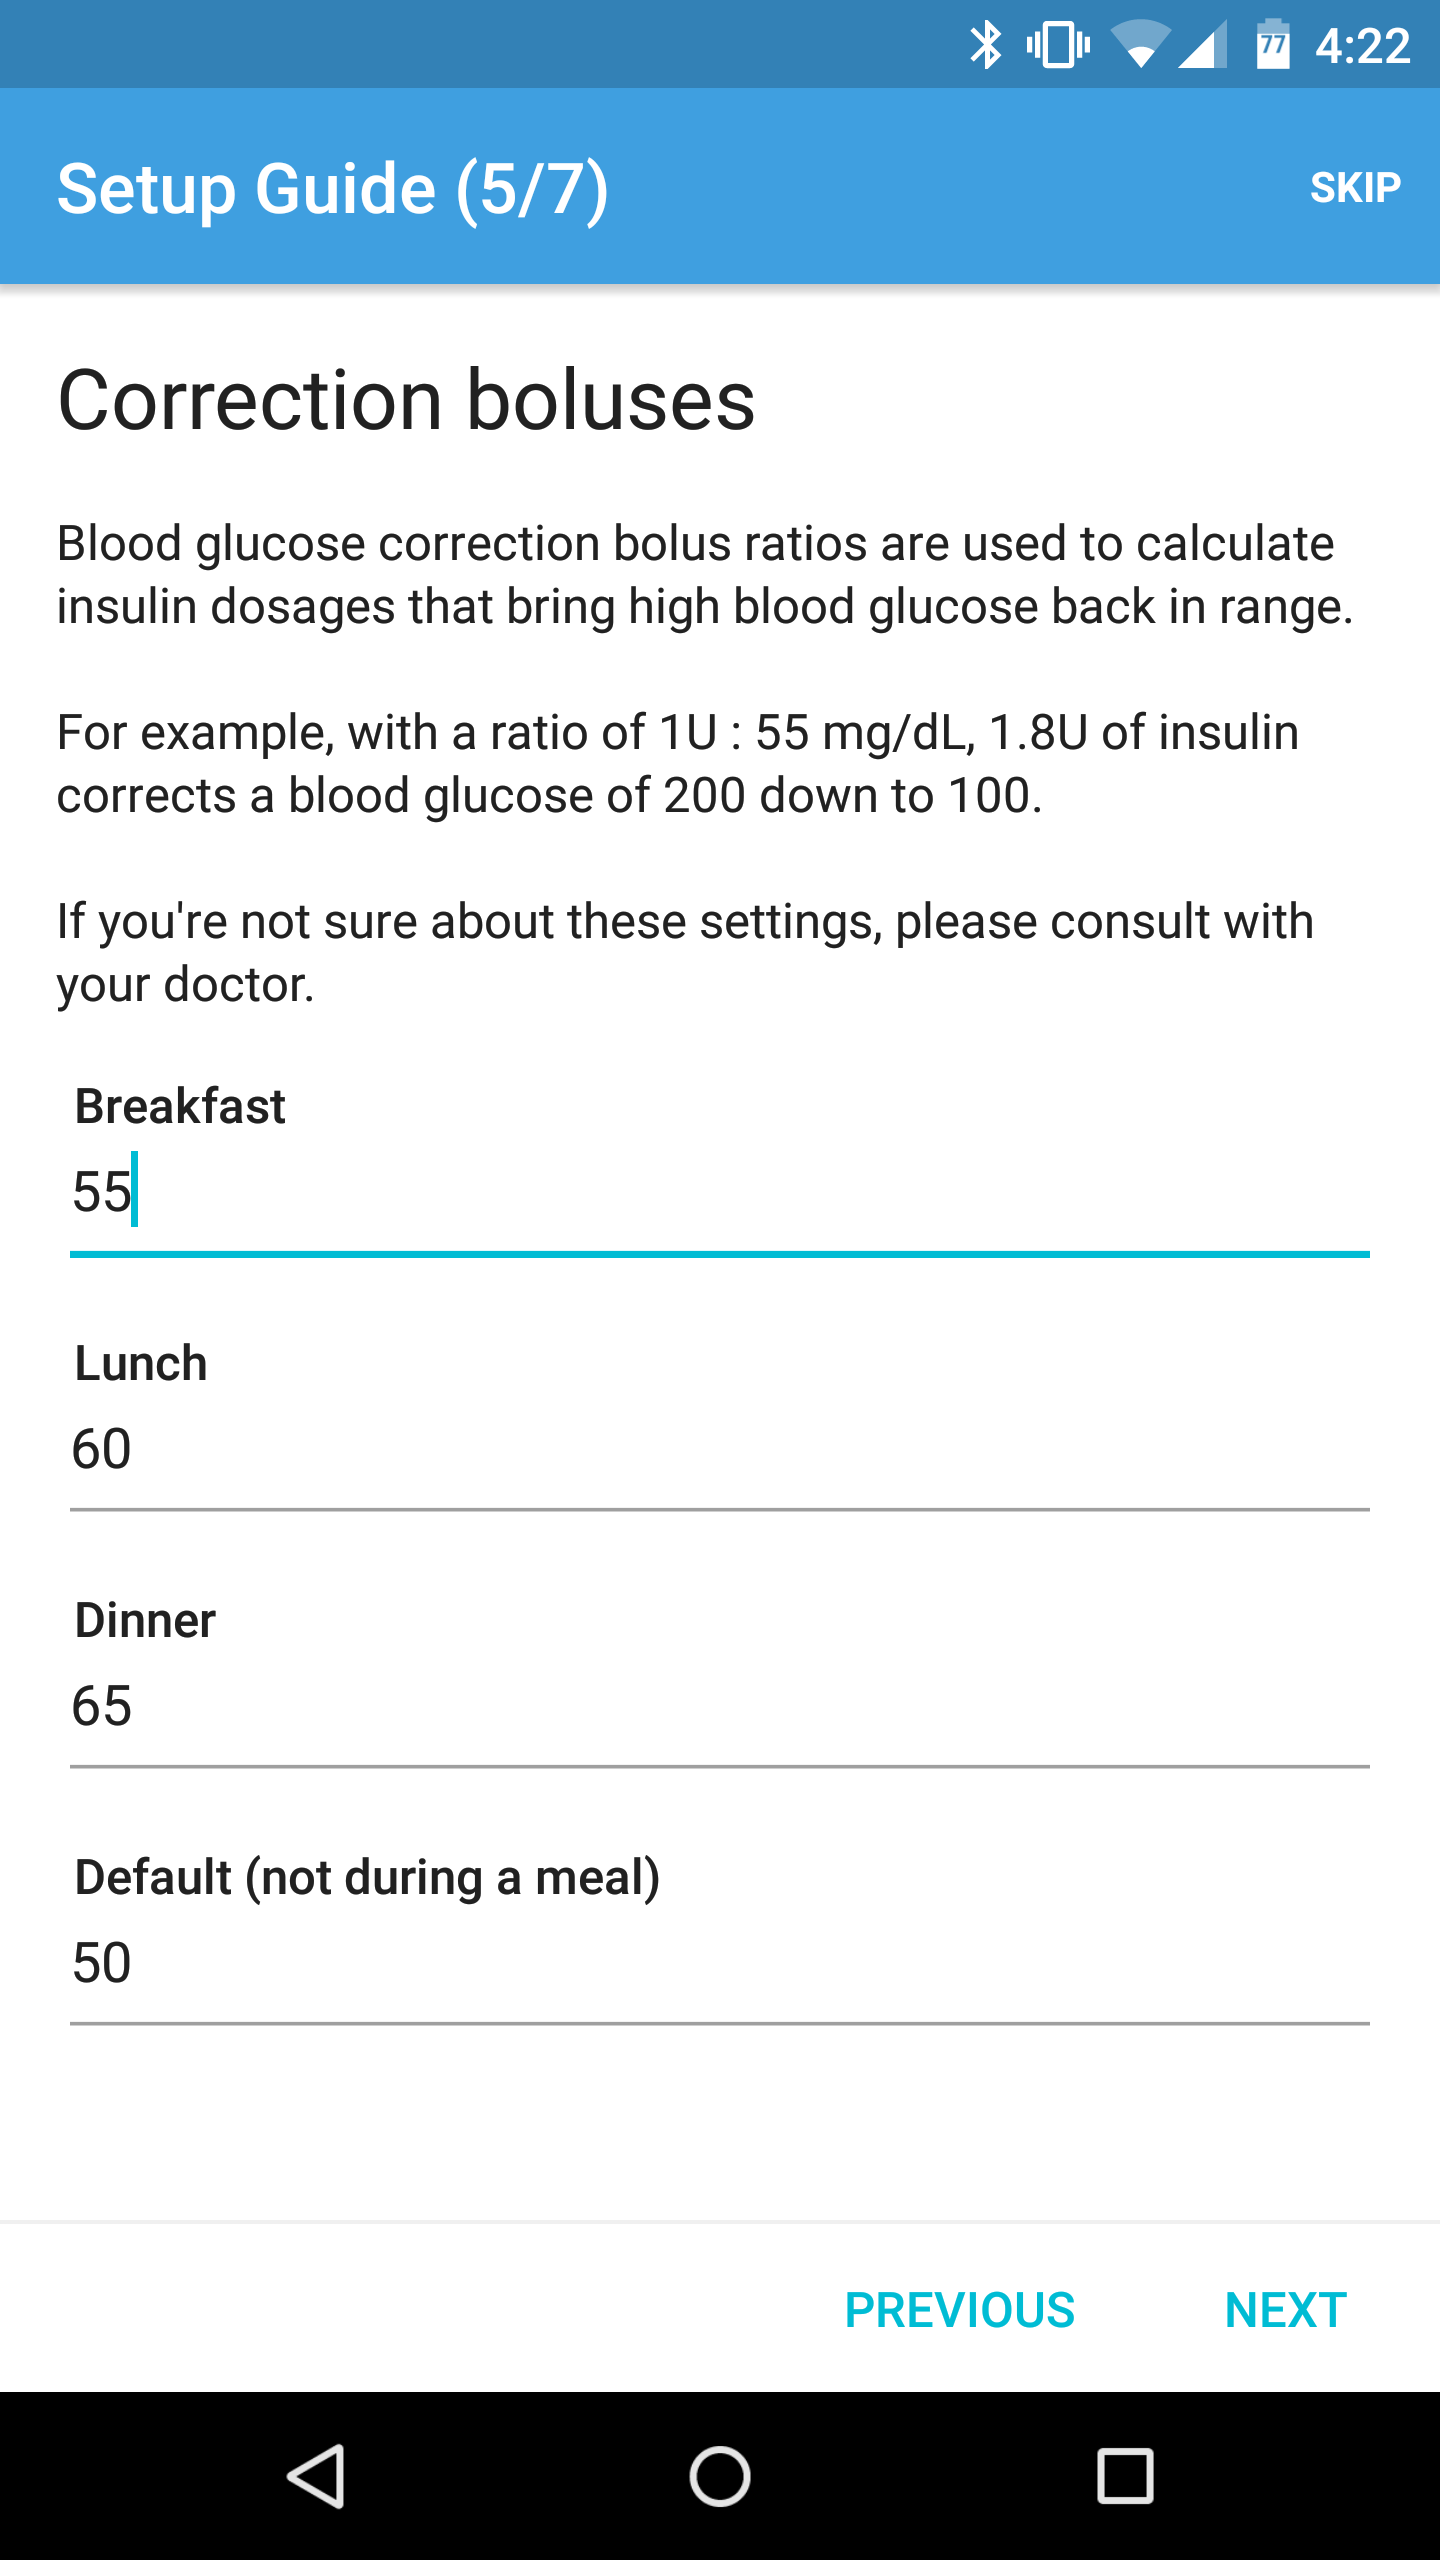 77 4:22
Setup Guide (5/7) SKIP
Correction boluses
Blood glucose correction bolus ratios are used to calculate
insulin dosages that bring high blood glucose back in range.
For example, with a ratio of 1U : 55 mg/dL, 1.8U of insulin
corrects a blood glucose of 200 down to 100.
If you're not sure about these settings, please consult with
your doctor.
Breakfast
55
Lunch
60
Dinner
65
Default (not during a meal)
50
PREVIOUS NEXT